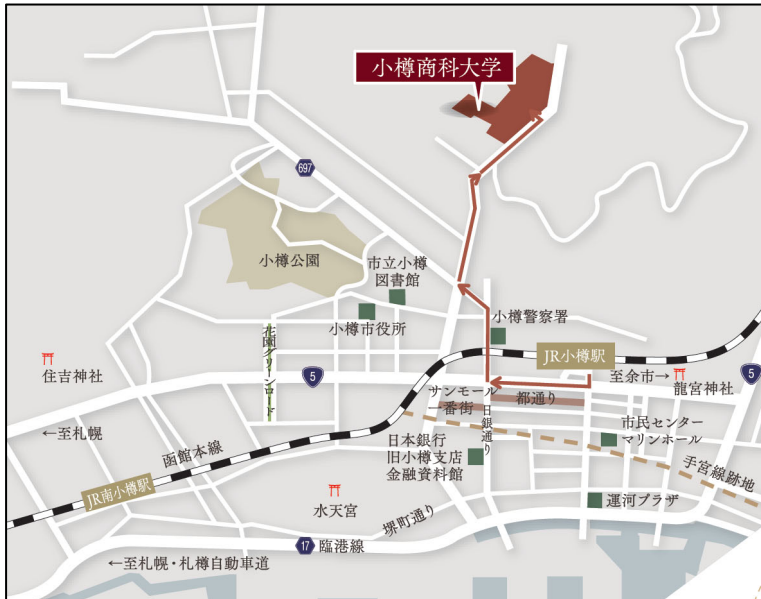 小樽商科大学
697
小樽公園
市立小樽
図書館
小樽市役所
小樽警察署
花園グリーンロード
JR小樽駅
住吉神社
5
至余市→
龍宮神社
5
サンモール
一番街
都通り
日銀通り
←至札幌
函館本線
市民センター
マリンホール
日本銀行
旧小樽支店
金融資料館
手宮線跡地
JR南小樽駅
水天宮
堺町通り
運河プラザ
17
臨港線
←至札幌・札樽自動車道